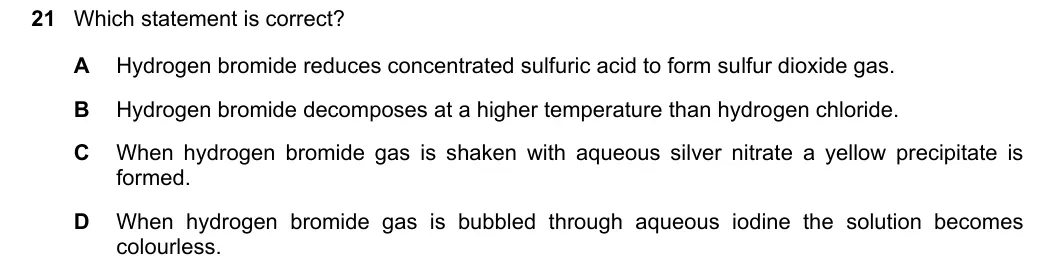 21 Which statement is correct?
A Hydrogen bromide reduces concentrated sulfuric acid to form sulfur dioxide gas.
B Hydrogen bromide decomposes at a higher temperature than hydrogen chloride.
C When hydrogen bromide gas is shaken with aqueous silver nitrate a yellow precipitate is
formed.
D When hydrogen bromide gas is bubbled through aqueous iodine the solution becomes
colourless.